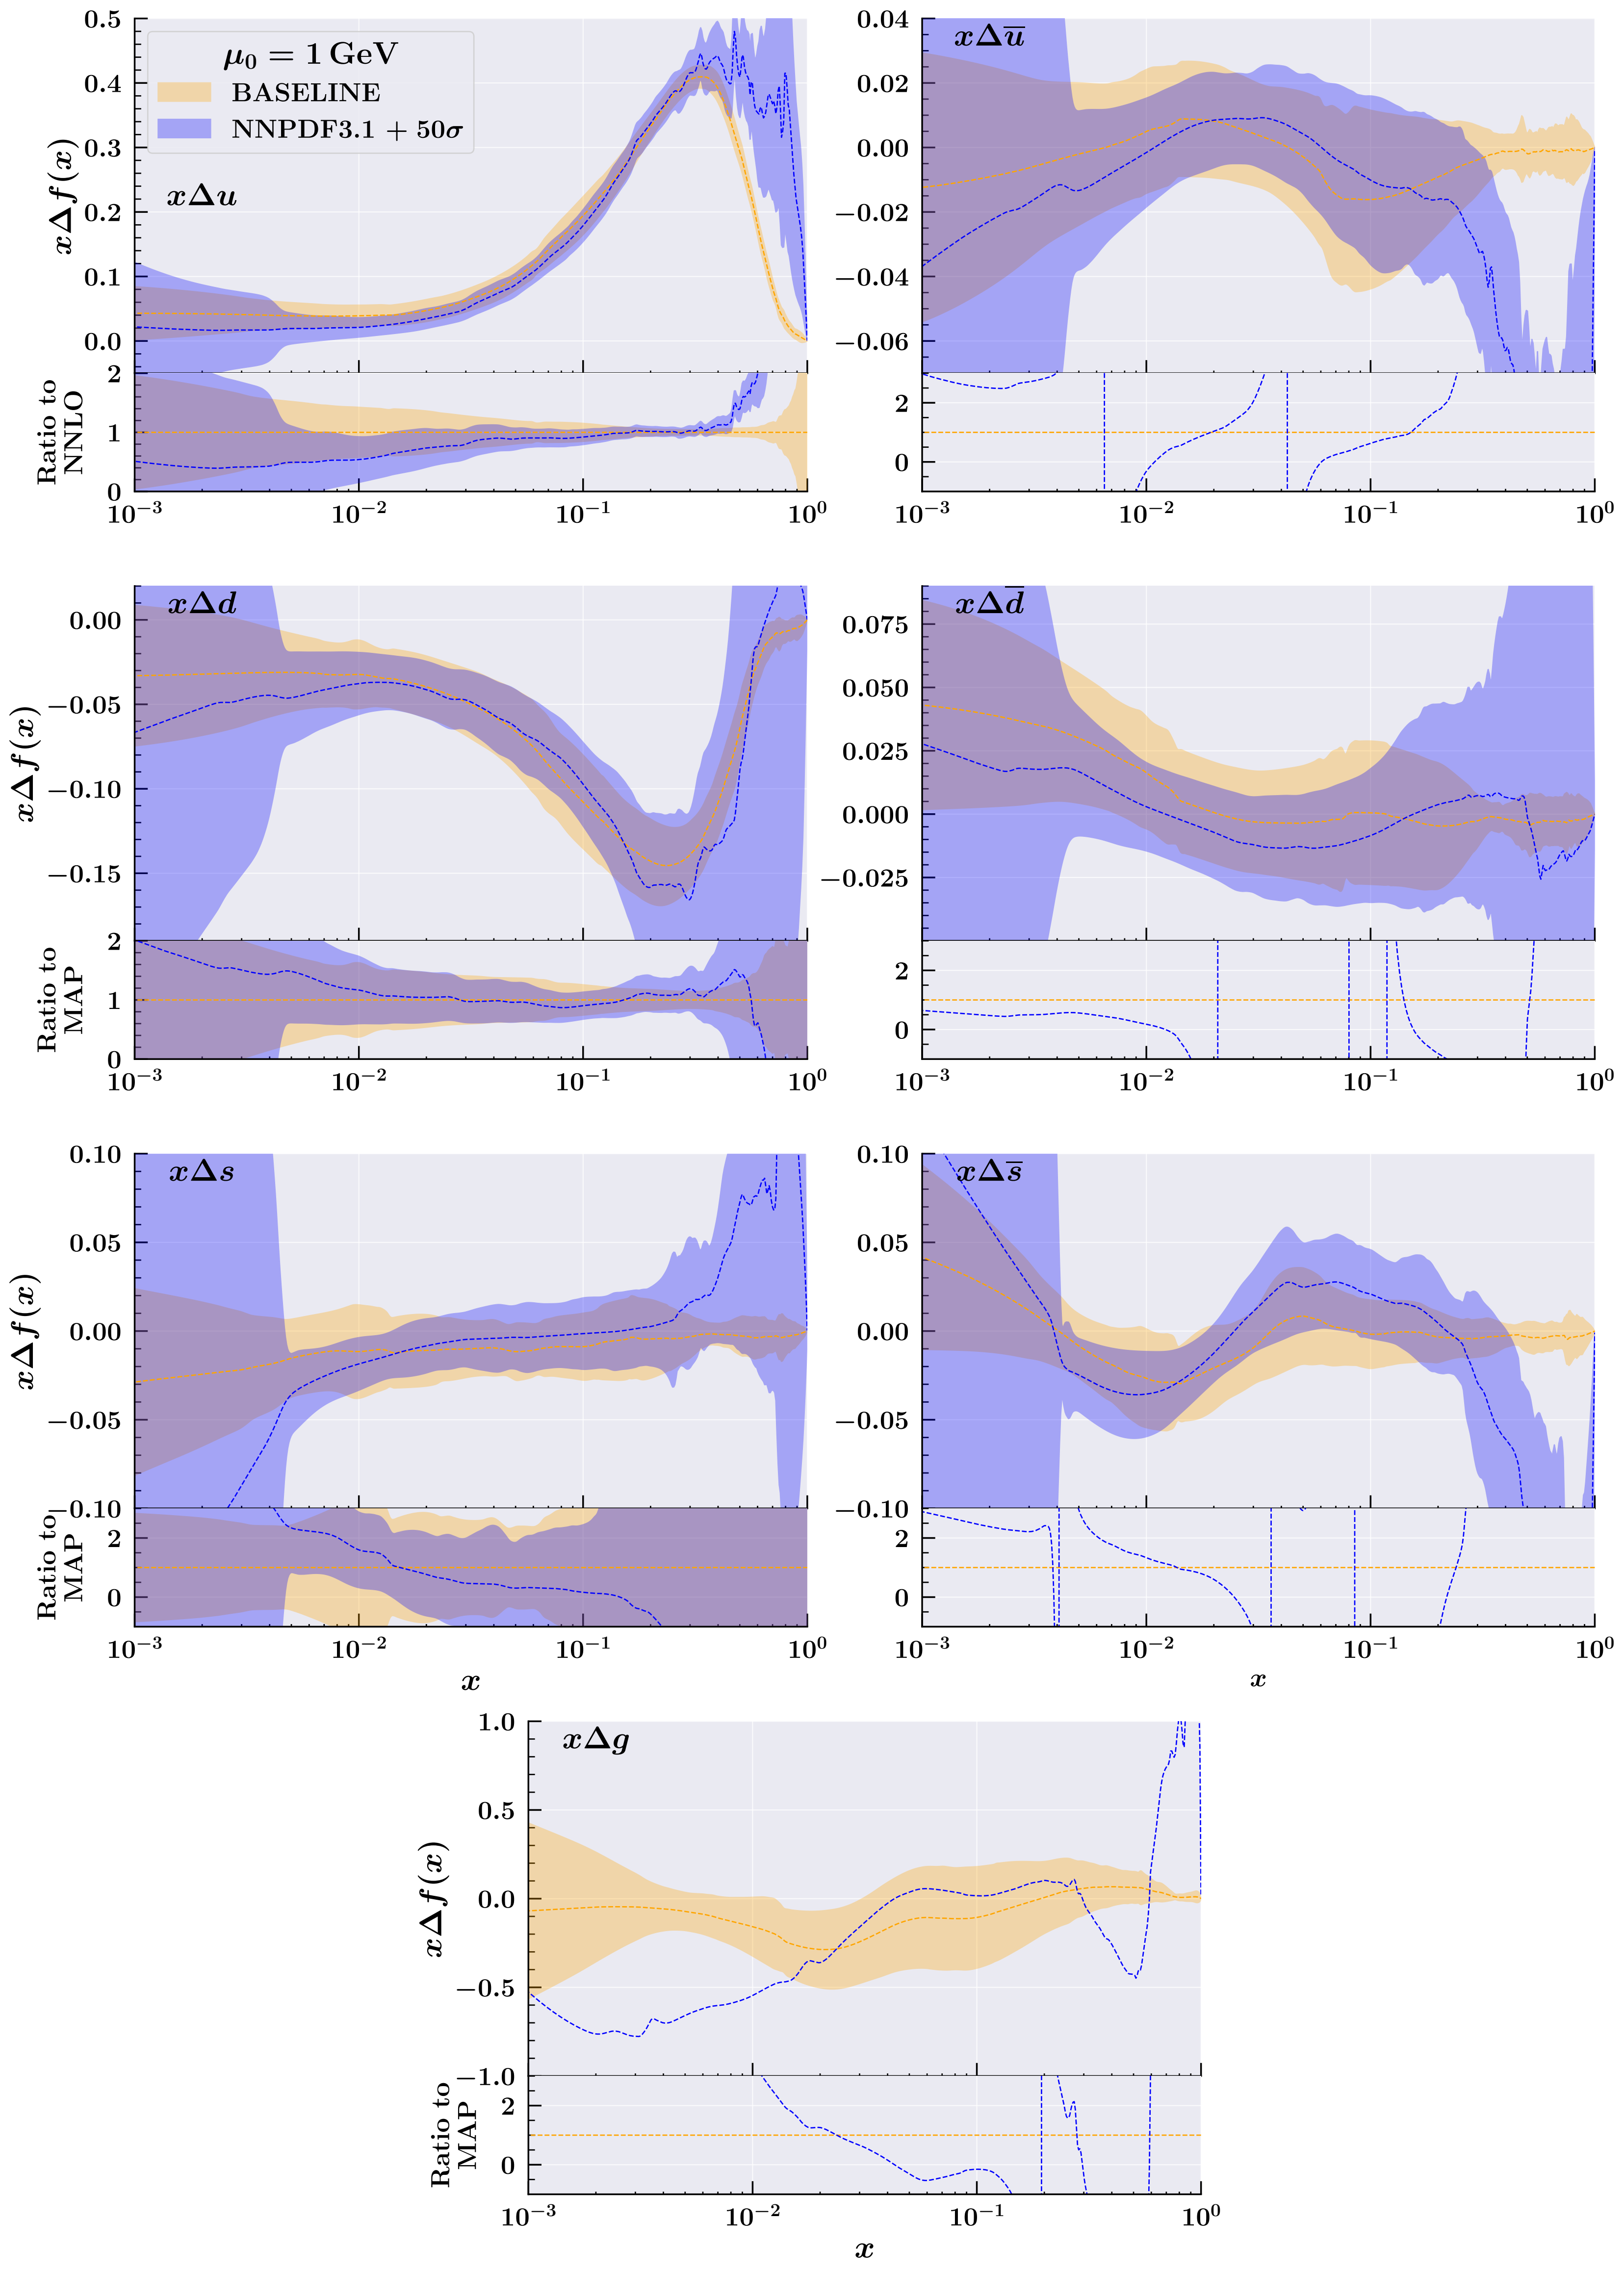 μ₀ = 1 GeV
BASELINE
NNPDF3.1 + 50σ
xΔu
xΔf(x)
0.5
0.4
0.3
0.2
0.1
0.0
Ratio to
NNLO
2
1
0
10⁻³ 10⁻² 10⁻¹ 10⁰
xΔu̅
0.04
0.02
0.00
−0.02
−0.04
−0.06
2
0
10⁻³ 10⁻² 10⁻¹ 10⁰
xΔd
xΔf(x)
0.00
−0.05
−0.10
−0.15
Ratio to
MAP
2
1
0
10⁻³ 10⁻² 10⁻¹ 10⁰
xΔd̅
0.075
0.050
0.025
0.000
−0.025
2
0
10⁻³ 10⁻² 10⁻¹ 10⁰
xΔs
xΔf(x)
0.10
0.05
0.00
−0.05
−0.10
Ratio to
MAP
2
0
10⁻³ 10⁻² 10⁻¹ 10⁰
x
xΔs̅
0.10
0.05
0.00
−0.05
−0.10
2
0
10⁻³ 10⁻² 10⁻¹ 10⁰
x
xΔg
xΔf(x)
1.0
0.5
0.0
−0.5
−1.0
Ratio to
MAP
2
0
10⁻³ 10⁻² 10⁻¹ 10⁰
x